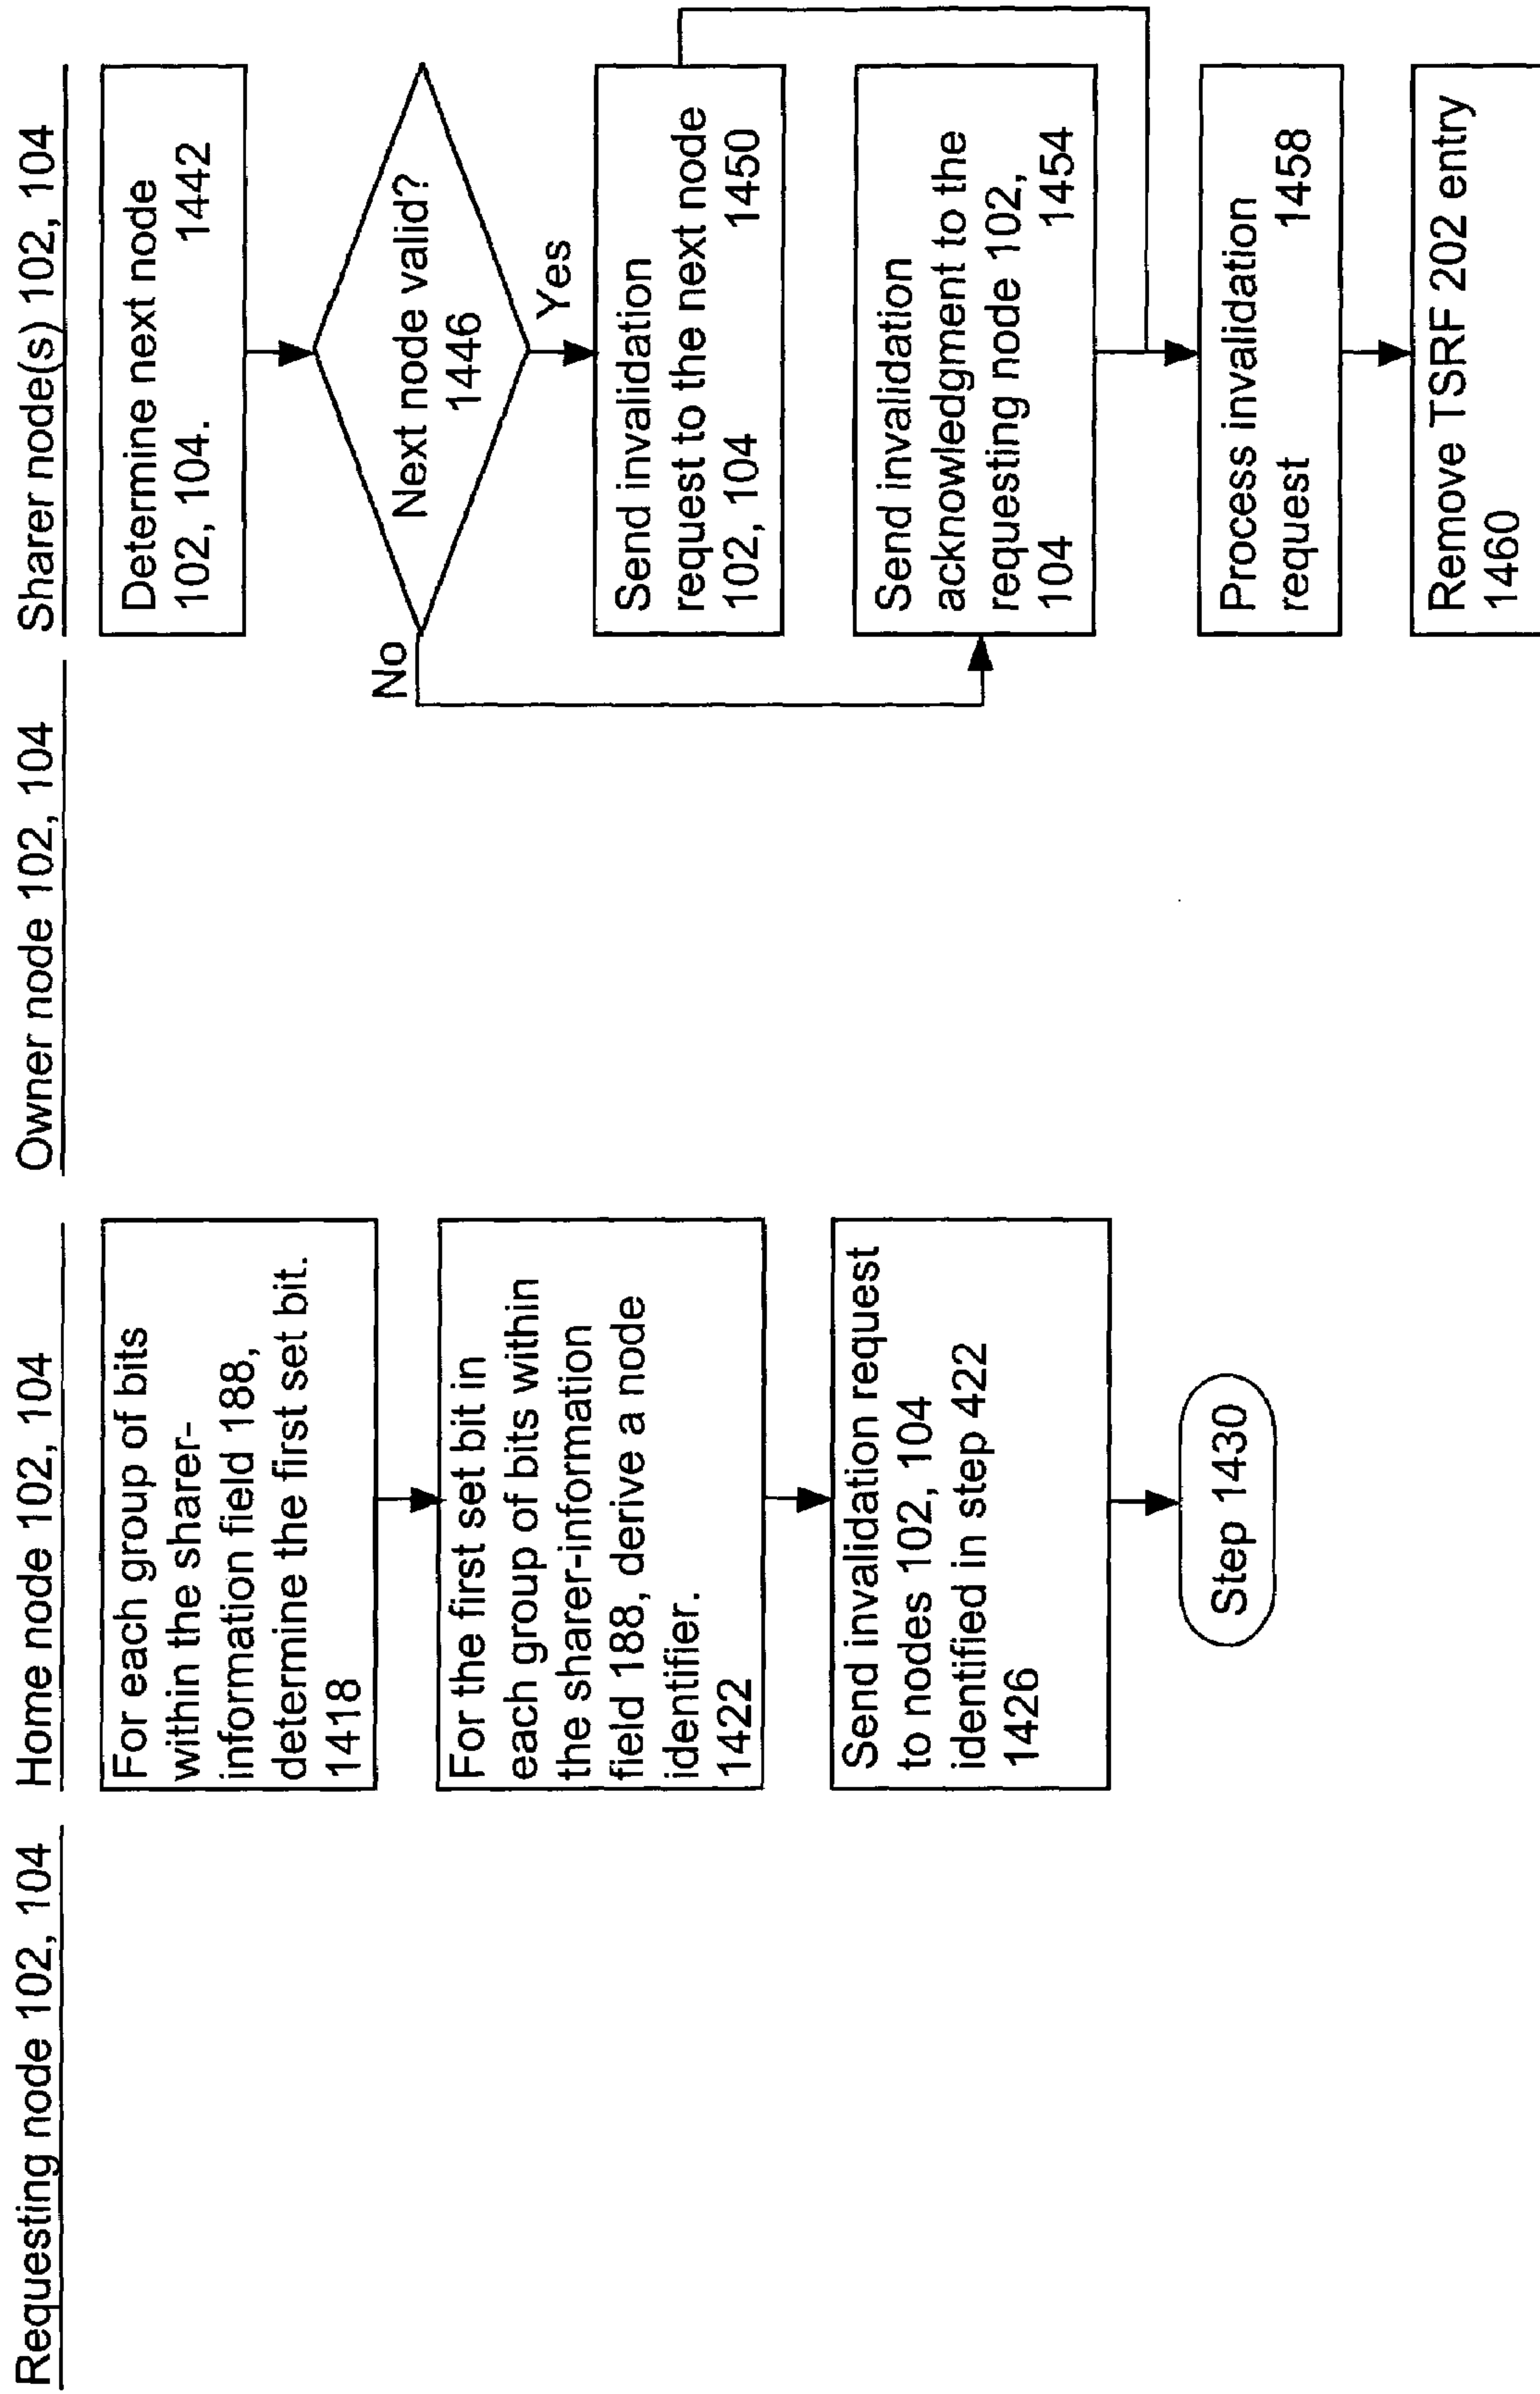 Requesting node 102, 104
Home node 102, 104
Owner node 102, 104
Sharer node(s) 102, 104
For each group of bits
within the sharer-
information field 188,
determine the first set bit.
1418
For the first set bit in
each group of bits within
the sharer-information
field 188, derive a node
identifier.
1422
Send invalidation request
to nodes 102, 104
identified in step 422
1426
Step 1430
Determine next node
102, 104. 1442
Next node valid?
1446
No
Yes
Send invalidation
request to the next node
102, 104 1450
Send invalidation
acknowledgment to the
requesting node 102,
104 1454
Process invalidation
request 1458
Remove TSRF 202 entry
1460